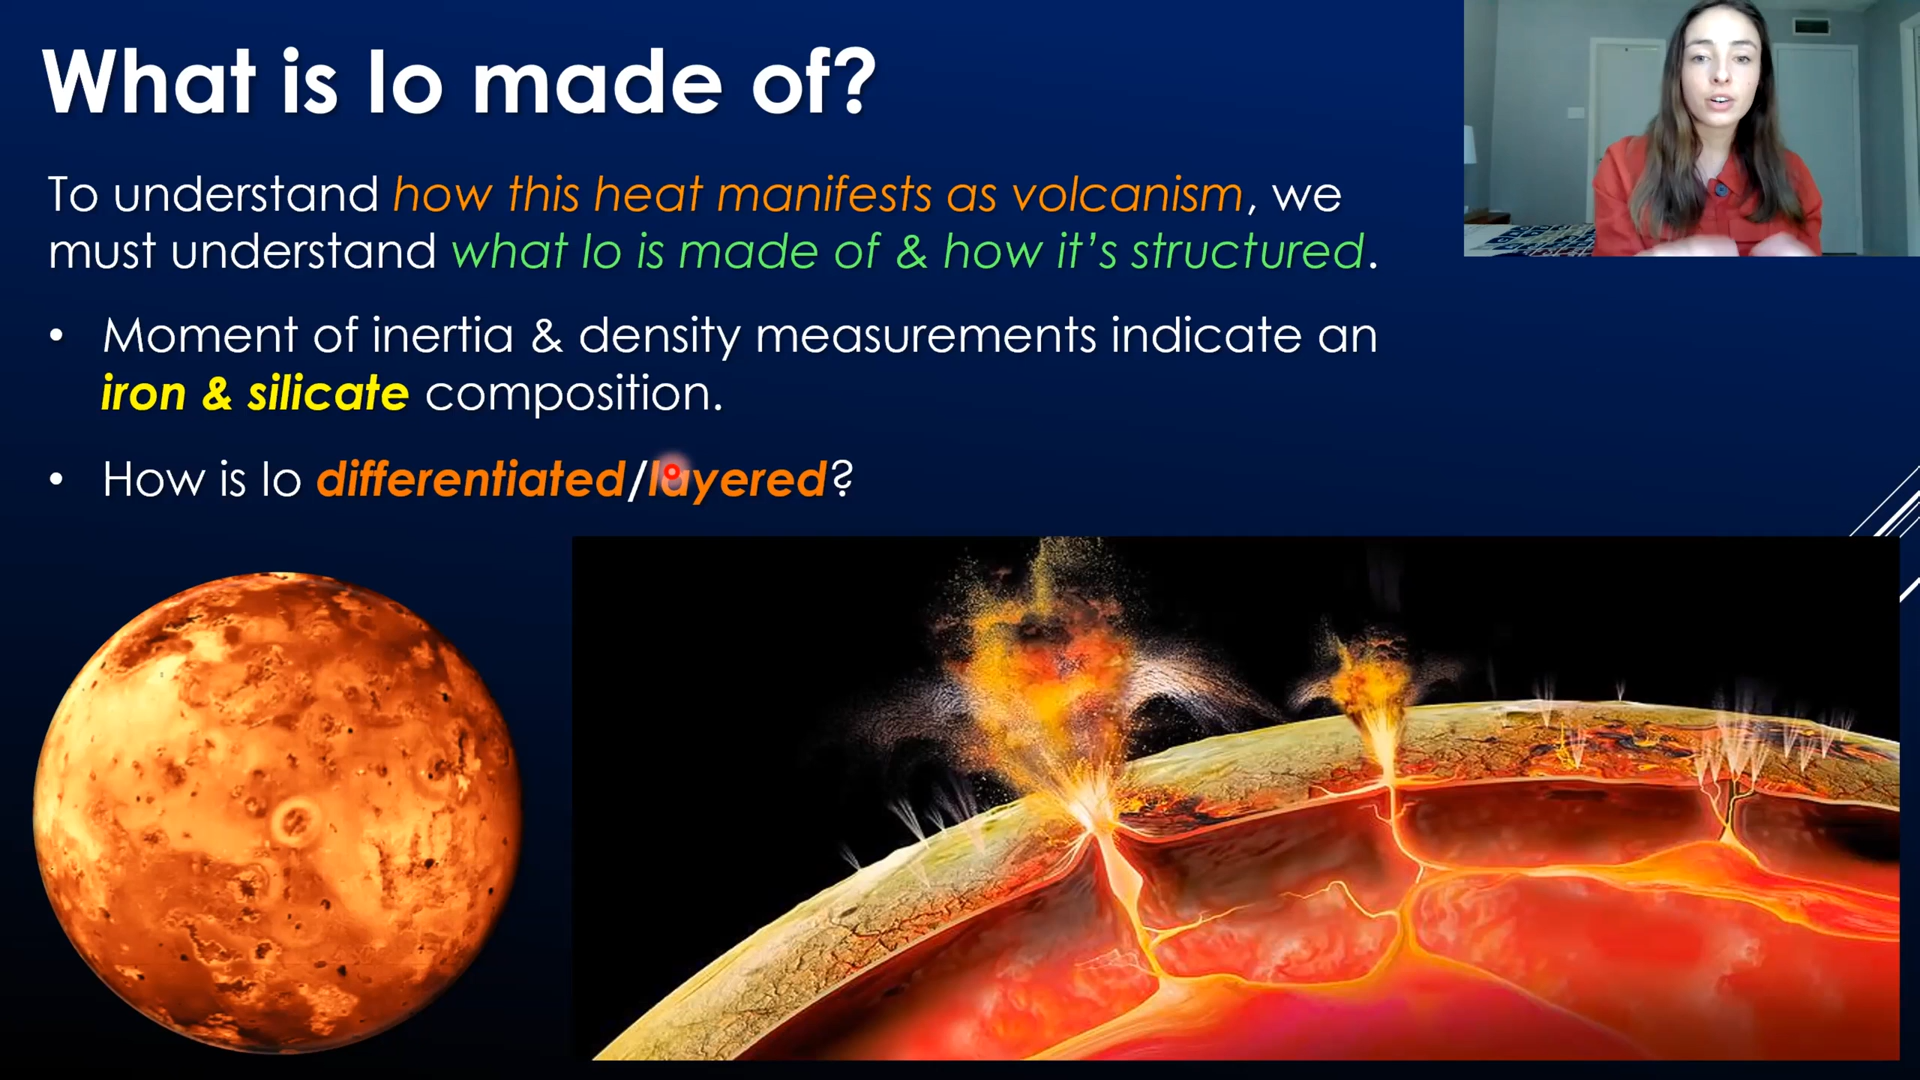 What is Io made of?
To understand how this heat manifests as volcanism, we
must understand what Io is made of & how it's structured.
• Moment of inertia & density measurements indicate an
iron & silicate composition.
• How is Io differentiated/layered?